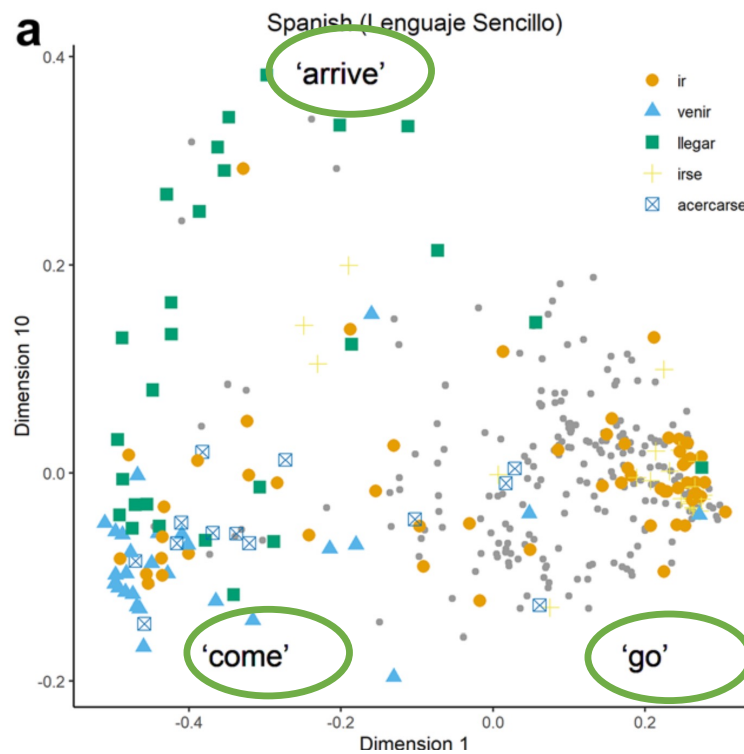 a
Spanish (Lenguaje Sencillo)
0.4
‘arrive’
ir
venir
llegar
irse
acercarse
0.2
Dimension 10
0.0
‘come’
‘go’
-0.2
-0.4
-0.2
0.0
0.2
Dimension 1